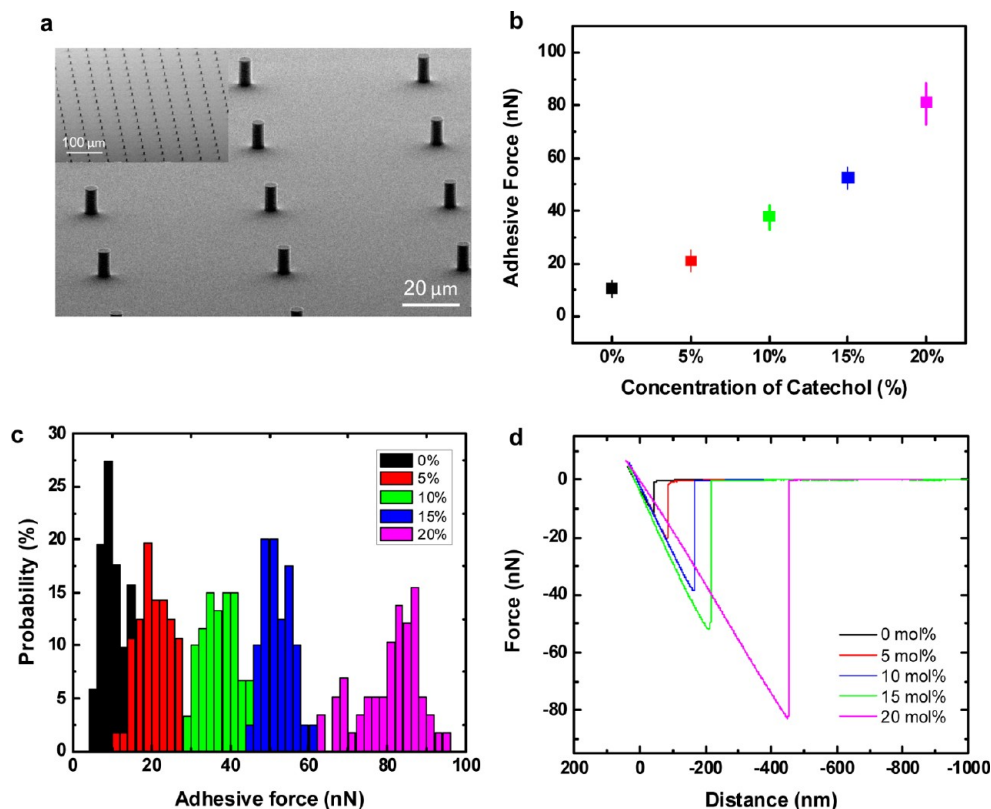 a
100 µm
20 µm
b
Adhesive Force (nN)
100
80
60
40
20
0
0% 5% 10% 15% 20%
Concentration of Catechol (%)
c
Probability (%)
30
25
20
15
10
5
0
0%
5%
10%
15%
20%
0 20 40 60 80 100
Adhesive force (nN)
d
Force (nN)
0
-20
-40
-60
-80
0 mol%
5 mol%
10 mol%
15 mol%
20 mol%
200 0 -200 -400 -600 -800 -1000
Distance (nm)